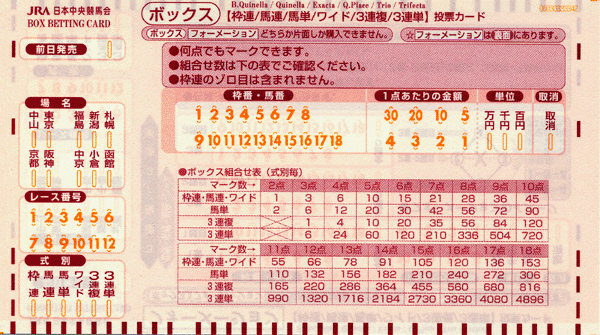 JRA 日本中央競馬会
BOX BETTING CARD
B.Quinella / Quinella / Exacta / Q.Place / Trio / Trifecta
ボックス 【枠連/馬連/馬単/ワイド/3連複/3連単】投票カード
ボックス フォーメーション どちらか片面しか購入できません。 ☆フォーメーションは裏面にあります。
前日発売
●何点でもマークできます。
●組合せ数は下の表でご確認ください。
●枠連のゾロ目は含まれません。
場名
中山 東京 福島 新潟 札幌
京都 阪神 中京 小倉 函館
レース番号
1 2 3 4 5 6
7 8 9 10 11 12
式別
枠連 馬連 馬単 ワイド 3連複 3連単
枠番・馬番
1 2 3 4 5 6 7 8
9 10 11 12 13 14 15 16 17 18
1点あたりの金額
30 20 10 5
4 3 2 1
単位
万円 千円 百円
取消
取消
●ボックス組合せ表(式別毎)
マーク数→ 2点 3点 4点 5点 6点 7点 8点 9点 10点
枠連・馬連・ワイド 1 3 6 10 15 21 28 36 45
馬単 2 6 12 20 30 42 56 72 90
3連複 1 4 10 20 35 56 84 120
3連単 6 24 60 120 210 336 504 720
マーク数→ 11点 12点 13点 14点 15点 16点 17点 18点
枠連・馬連・ワイド 55 66 78 91 105 120 136 153
馬単 110 132 156 182 210 240 272 306
3連複 165 220 286 364 455 560 680 816
3連単 990 1320 1716 2184 2730 3360 4080 4896